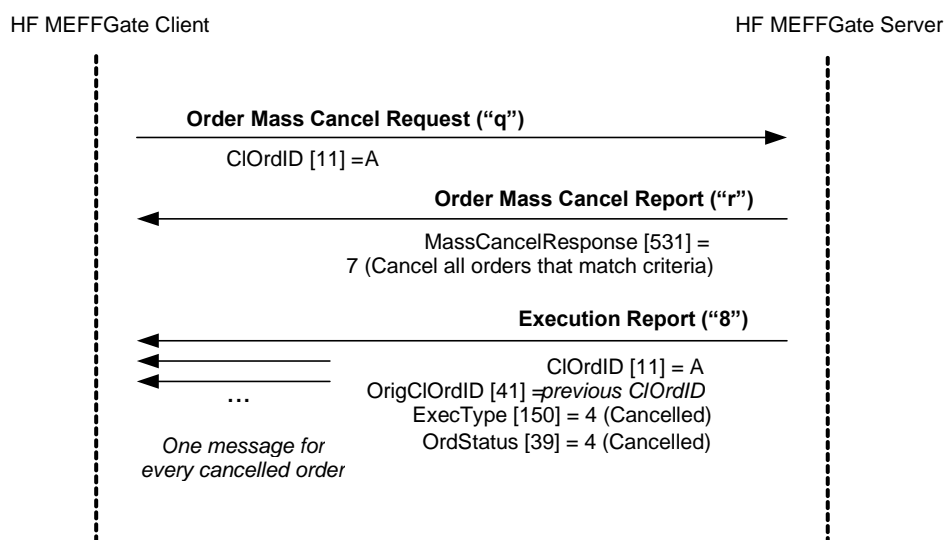 HF MEFFGate Client
HF MEFFGate Server
Order Mass Cancel Request (“q”)
ClOrdID [11] =A
Order Mass Cancel Report (“r”)
MassCancelResponse [531] =
7 (Cancel all orders that match criteria)
Execution Report (“8”)
ClOrdID [11] = A
OrigClOrdID [41] =previous ClOrdID
ExecType [150] = 4 (Cancelled)
OrdStatus [39] = 4 (Cancelled)
...
One message for
every cancelled order